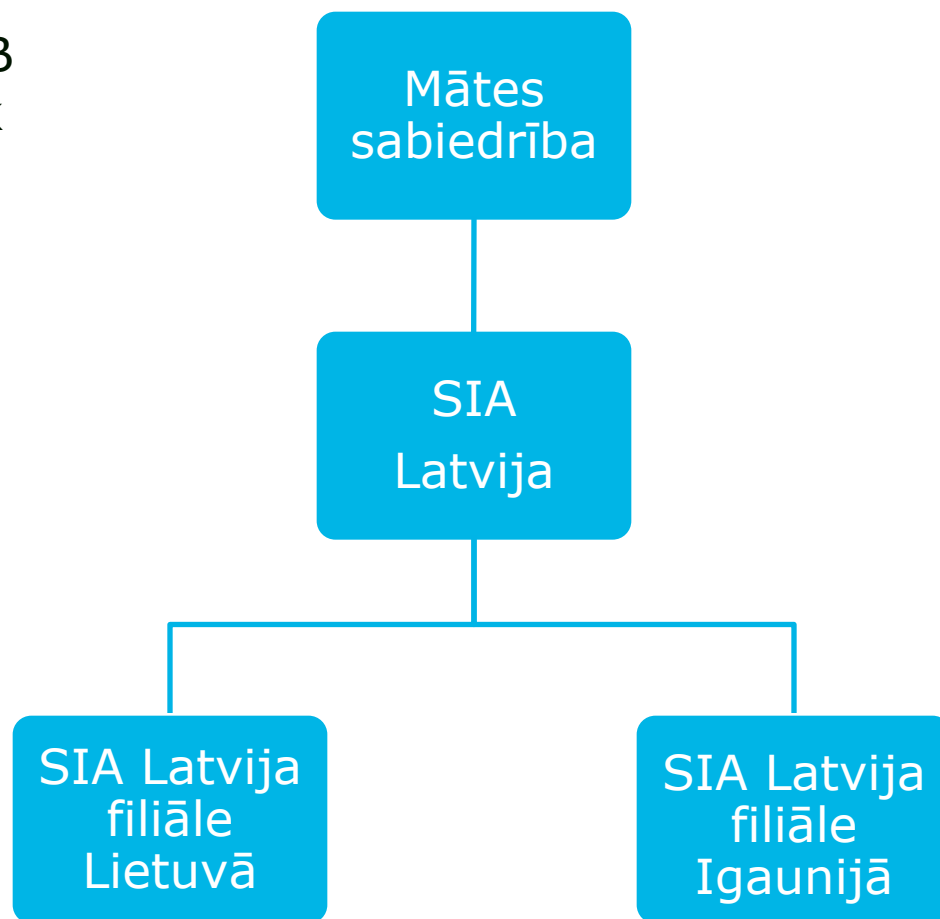 Mātes
sabiedrība
SIA
Latvija
SIA Latvija
filiāle
Lietuvā
SIA Latvija
filiāle
Igaunijā